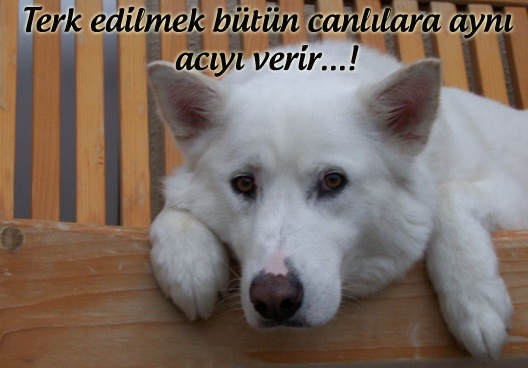 Terk edilmek bütün canlılara aynı
acıyı verir...!